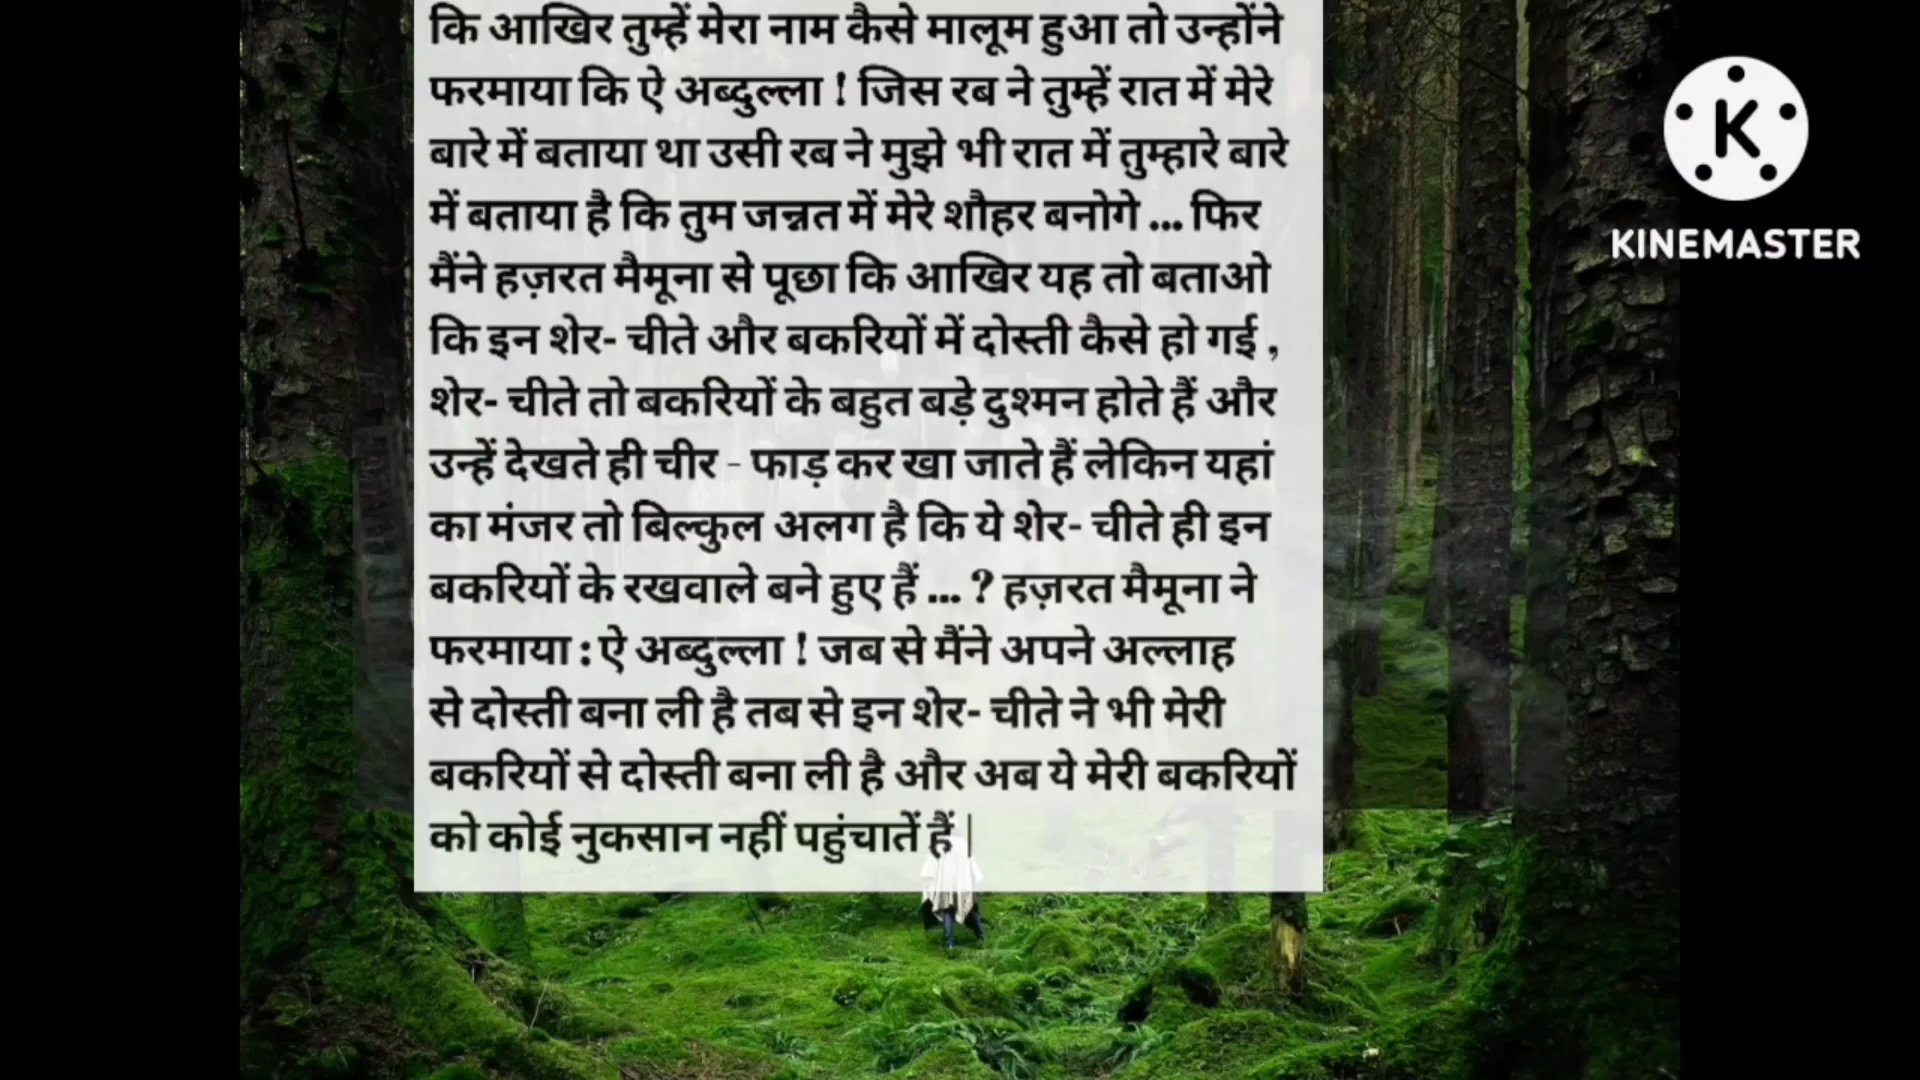 कि आखिर तुम्हें मेरा नाम कैसे मालूम हुआ तो उन्होंने
फरमाया कि ऐ अब्दुल्ला ! जिस रब ने तुम्हें रात में मेरे
बारे में बताया था उसी रब ने मुझे भी रात में तुम्हारे बारे
में बताया है कि तुम जन्नत में मेरे शौहर बनोगे ... फिर
मैंने हज़रत मैमूना से पूछा कि आखिर यह तो बताओ
कि इन शेर- चीते और बकरियों में दोस्ती कैसे हो गई ,
शेर- चीते तो बकरियों के बहुत बड़े दुश्मन होते हैं और
उन्हें देखते ही चीर - फाड़ कर खा जाते हैं लेकिन यहां
का मंजर तो बिल्कुल अलग है कि ये शेर- चीते ही इन
बकरियों के रखवाले बने हुए हैं ... ? हज़रत मैमूना ने
फरमाया : ऐ अब्दुल्ला ! जब से मैंने अपने अल्लाह
से दोस्ती बना ली है तब से इन शेर- चीते ने भी मेरी
बकरियों से दोस्ती बना ली है और अब ये मेरी बकरियों
को कोई नुकसान नहीं पहुंचातें हैं |
K
KINEMASTER